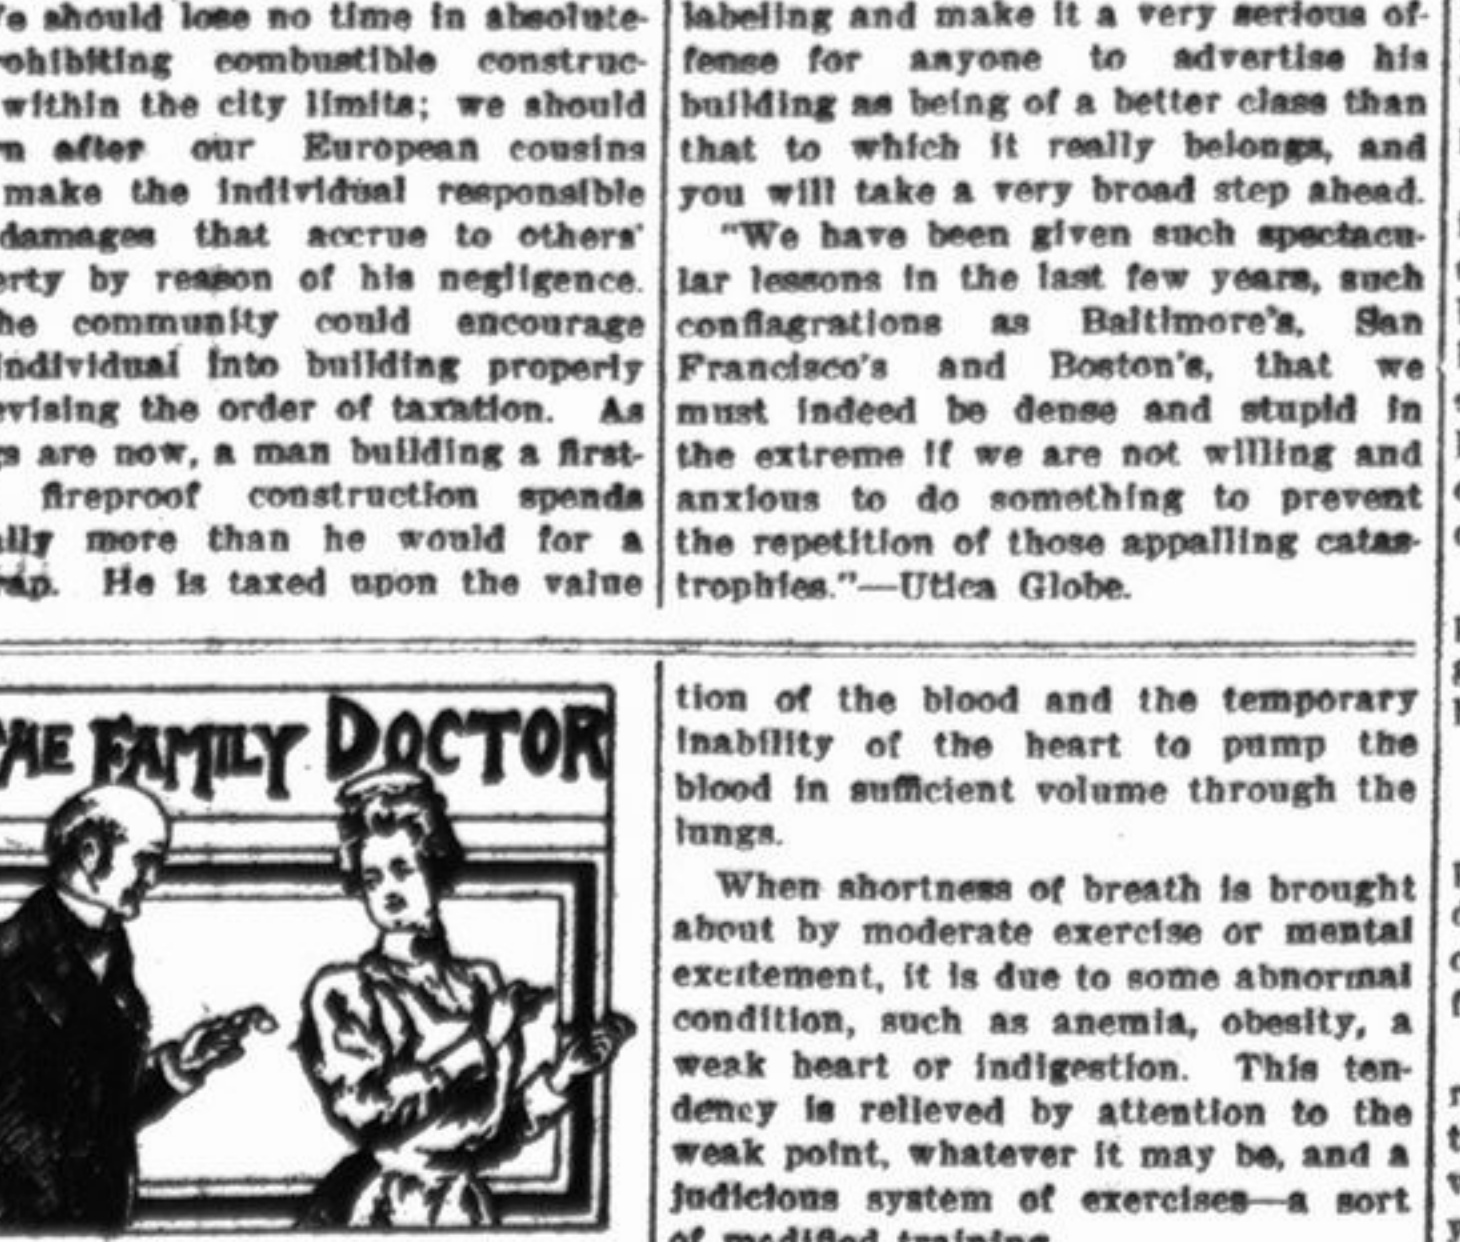 should lose no time in absolute-
ohibiting combustible construc-
within the city limits; we should
n after our European cousins
make the individual responsible
damages that accrue to others'
erty by reason of his negligence.
he community could encourage
individual into building properly
evising the order of taxation. As
s are now, a man building a first-
fireproof construction spends
ally more than he would for a
rap. He is taxed upon the value
labeling and make it a very serious of-
fense for anyone to advertise his
building as being of a better class than
that to which it really belongs, and
you will take a very broad step ahead.
"We have been given such spectacu-
lar lessons in the last few years, such
conflagrations as Baltimore's, San
Francisco's and Boston's, that we
must indeed be dense and stupid in
the extreme if we are not willing and
anxious to do something to prevent
the repetition of those appalling catas-
trophies."—Utica Globe.
HE FAMILY DOCTOR
tion of the blood and the temporary
inability of the heart to pump the
blood in sufficient volume through the
lungs.
When shortness of breath is brought
about by moderate exercise or mental
excitement, it is due to some abnormal
condition, such as anemia, obesity, a
weak heart or indigestion. This ten-
dency is relieved by attention to the
weak point, whatever it may be, and a
judicious system of exercises—a sort
of modified training